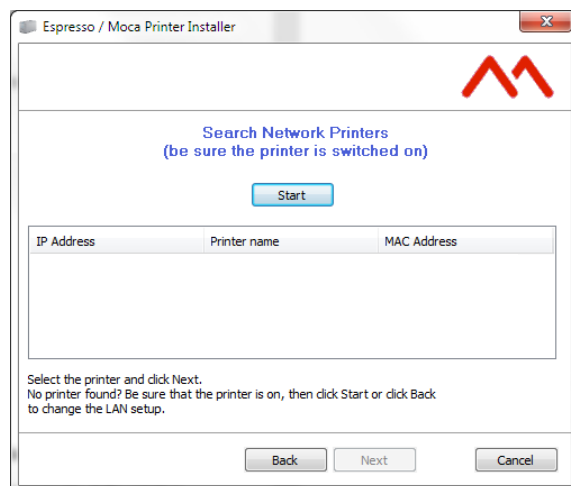 Espresso / Moca Printer Installer
Search Network Printers
(be sure the printer is switched on)
Start
IP Address Printer name MAC Address
Select the printer and click Next.
No printer found? Be sure that the printer is on, then click Start or click Back
to change the LAN setup.
Back Next Cancel